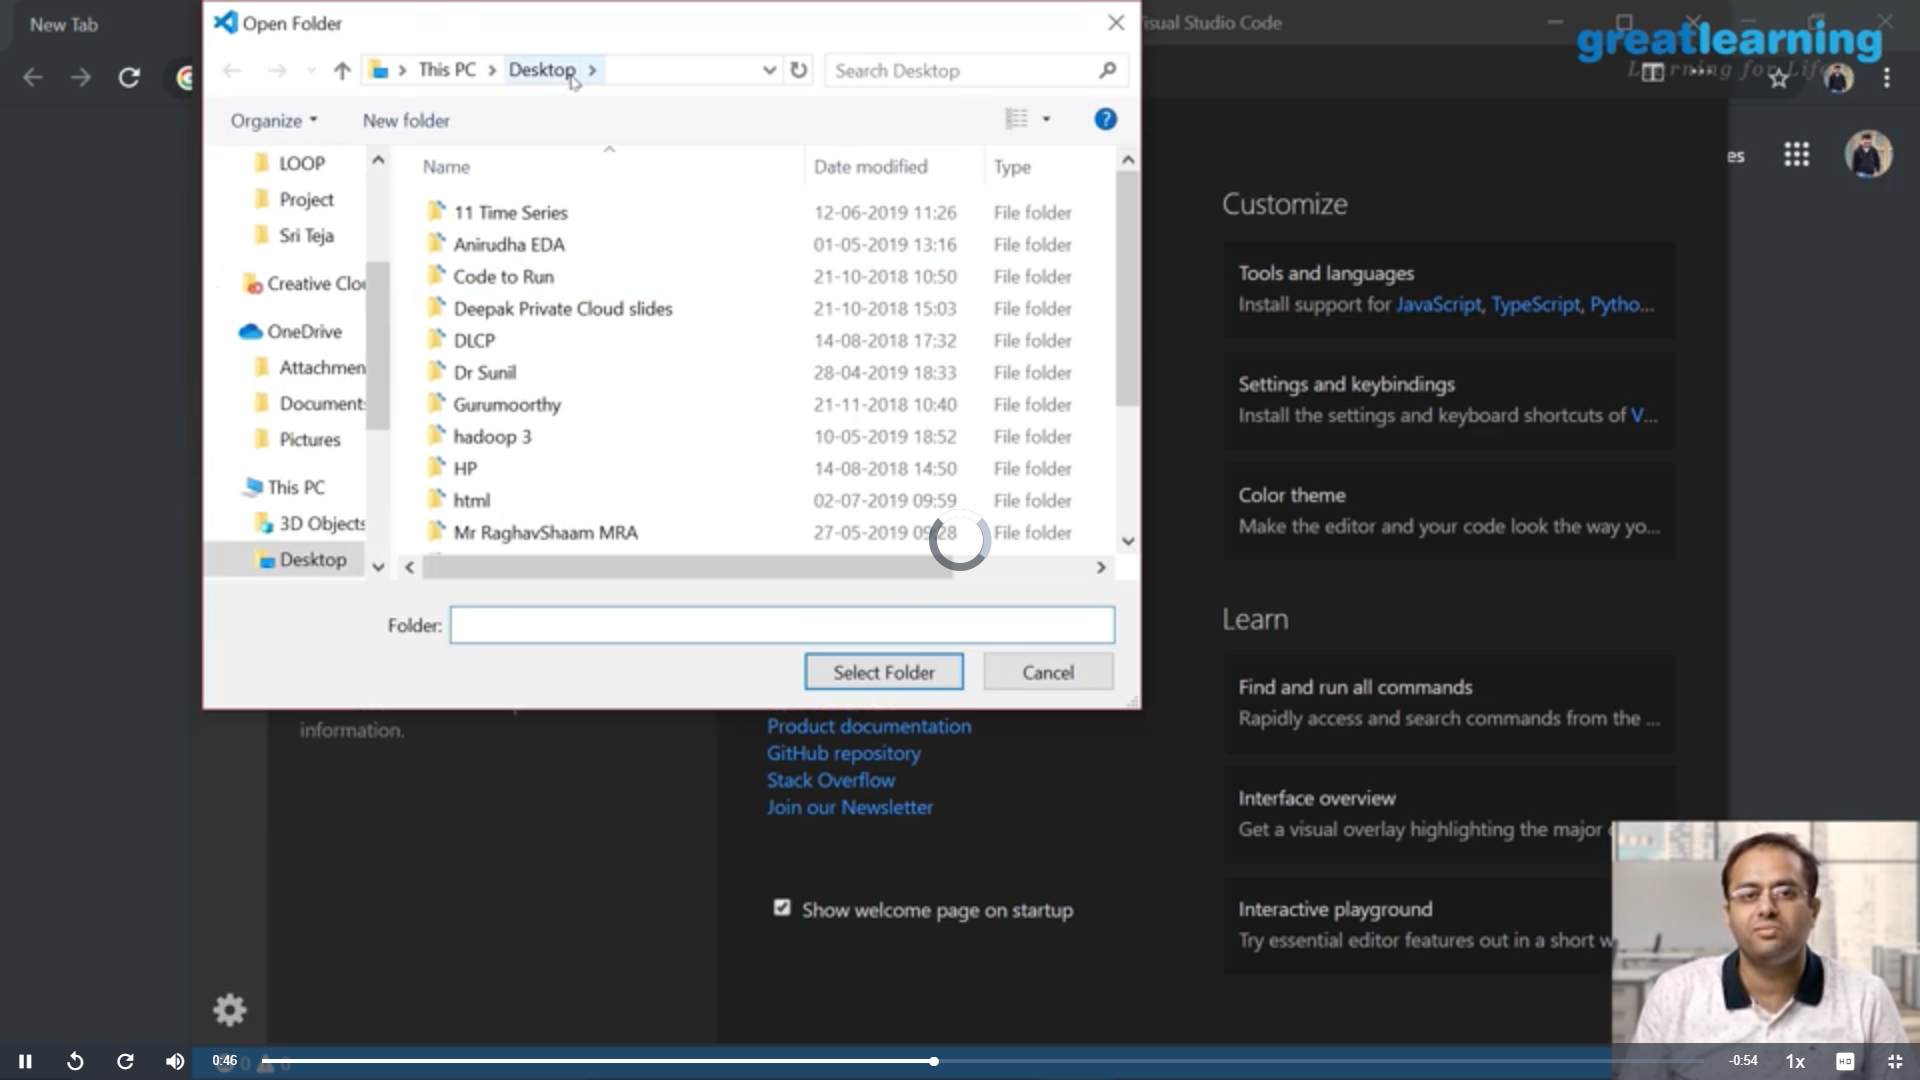 New Tab
Open Folder
Visual Studio Code
greatlearning
Learning for Life
This PC
Desktop
Search Desktop
Organize
New folder
LOOP
Project
Sri Teja
Creative Clou
OneDrive
Attachmen
Document
Pictures
This PC
3D Objects
Desktop
Name
Date modified
Type
11 Time Series 12-06-2019 11:26 File folder
Anirudha EDA 01-05-2019 13:16 File folder
Code to Run 21-10-2018 10:50 File folder
Deepak Private Cloud slides 21-10-2018 15:03 File folder
DLCP 14-08-2018 17:32 File folder
Dr Sunil 28-04-2019 18:33 File folder
Gurumoorthy 21-11-2018 10:40 File folder
hadoop 3 10-05-2019 18:52 File folder
HP 14-08-2018 14:50 File folder
html 02-07-2019 09:59 File folder
Mr RaghavShaam MRA 27-05-2019 09:28 File folder
Folder:
Select Folder
Cancel
es
Customize
Tools and languages
Install support for JavaScript, TypeScript, Pytho...
Settings and keybindings
Install the settings and keyboard shortcuts of V...
Color theme
Make the editor and your code look the way yo...
Learn
Find and run all commands
Rapidly access and search commands from the ...
Interface overview
Get a visual overlay highlighting the major
Interactive playground
Try essential editor features out in a short w
information.
Product documentation
GitHub repository
Stack Overflow
Join our Newsletter
Show welcome page on startup
0:46
0
0
-0:54
1x
HD